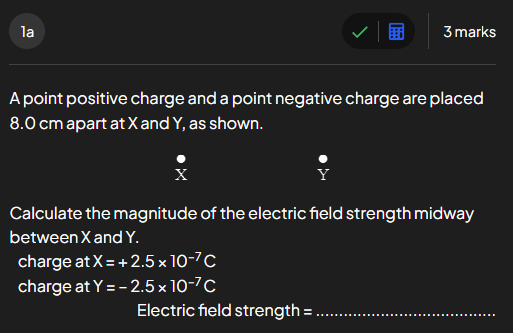 1a
3 marks
A point positive charge and a point negative charge are placed
8.0 cm apart at X and Y, as shown.
X Y
Calculate the magnitude of the electric field strength midway
between X and Y.
charge at X = + 2.5 × 10⁻⁷ C
charge at Y = – 2.5 × 10⁻⁷ C
Electric field strength = ........................................